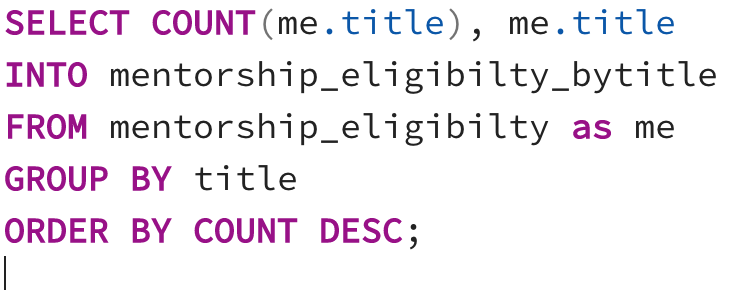 SELECT COUNT(me.title), me.title
INTO mentorship_eligibilty_bytitle
FROM mentorship_eligibilty as me
GROUP BY title
ORDER BY COUNT DESC;